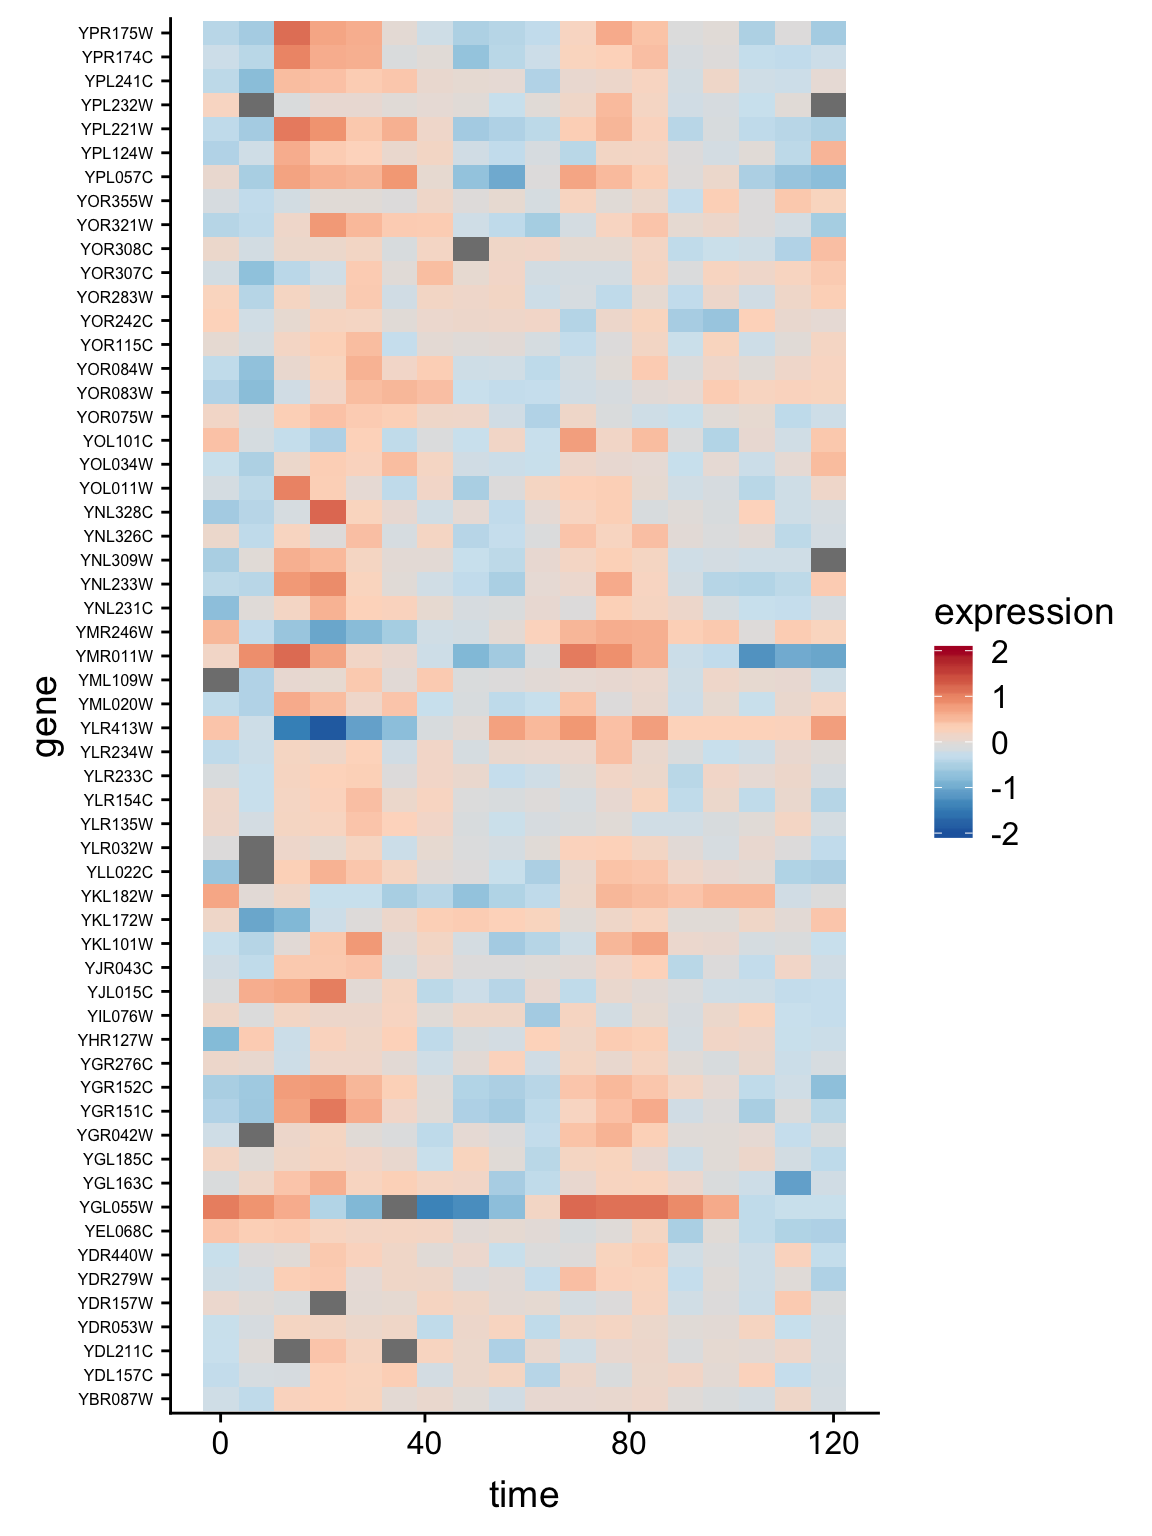 YPR175W
YPR174C
YPL241C
YPL232W
YPL221W
YPL124W
YPL057C
YOR355W
YOR321W
YOR308C
YOR307C
YOR283W
YOR242C
YOR115C
YOR084W
YOR083W
YOR075W
YOL101C
YOL034W
YOL011W
YNL328C
YNL326C
YNL309W
YNL233W
YNL231C
YMR246W
YMR011W
YML109W
YML020W
YLR413W
YLR234W
YLR233C
YLR154C
YLR135W
YLR032W
YLL022C
YKL182W
YKL172W
YKL101W
YJR043C
YJL015C
YIL076W
YHR127W
YGR276C
YGR152C
YGR151C
YGR042W
YGL185C
YGL163C
YGL055W
YEL068C
YDR440W
YDR279W
YDR157W
YDR053W
YDL211C
YDL157C
YBR087W
gene
0 40 80 120
time
expression
2
1
0
-1
-2